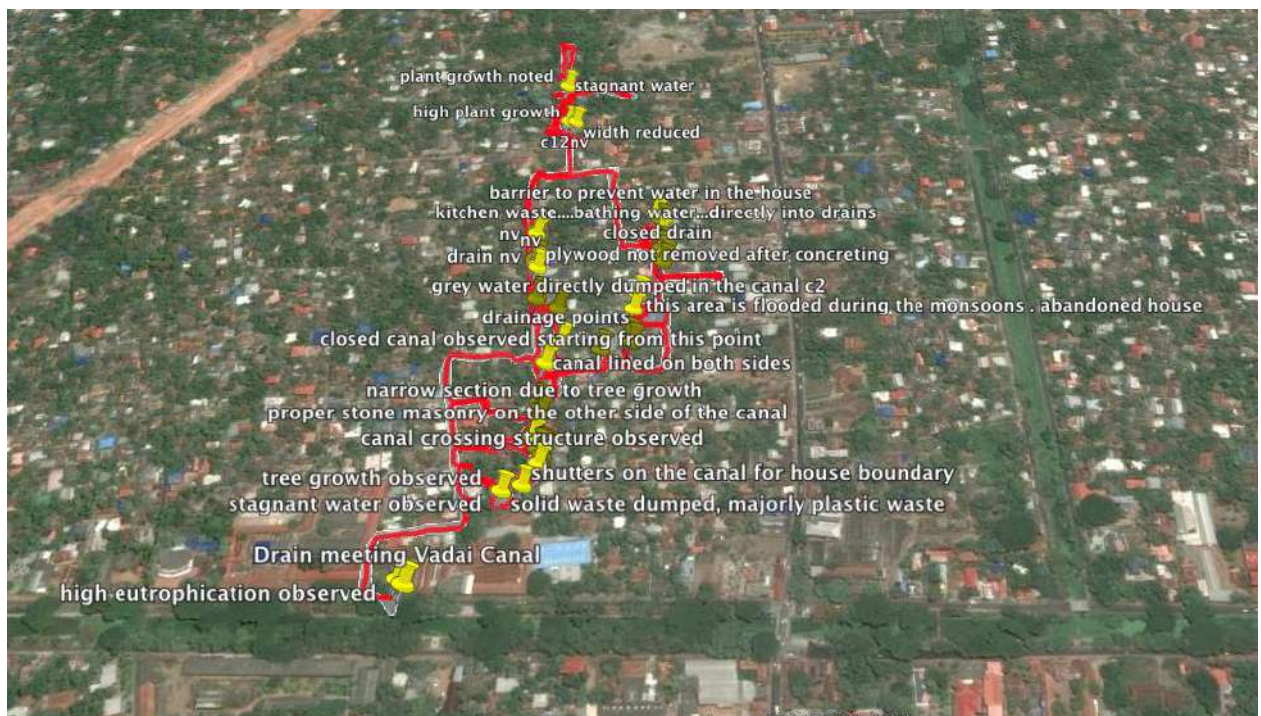 plant growth noted
stagnant water
high plant growth
width reduced
c12nv
barrier to prevent water in the house
kitchen waste....bathing water...directly into drains
nv
nv
closed drain
drain nv
plywood not removed after concreting
grey water directly dumped in the canal c2
this area is flooded during the monsoons . abandoned house
drainage points
closed canal observed starting from this point
canal lined on both sides
narrow section due to tree growth
proper stone masonry on the other side of the canal
canal crossing structure observed
tree growth observed
shutters on the canal for house boundary
stagnant water observed
solid waste dumped, majorly plastic waste
Drain meeting Vadai Canal
high eutrophication observed